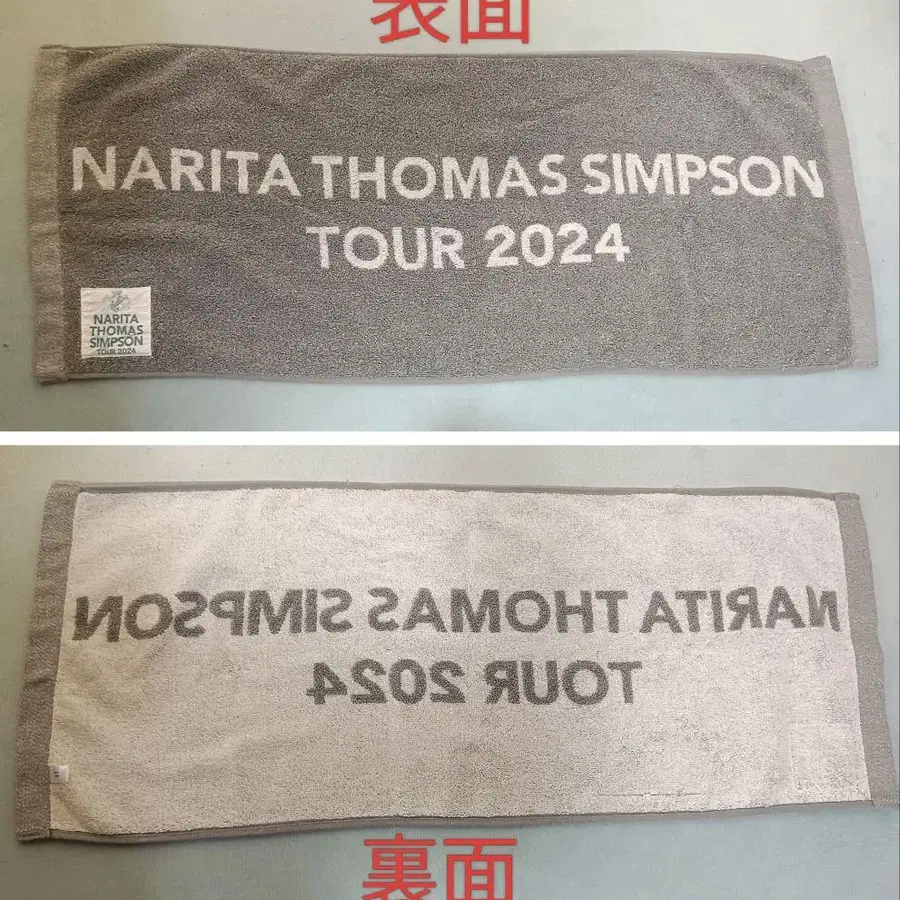 表面
NARITA THOMAS SIMPSON
TOUR 2024
NARITA
THOMAS
SIMPSON
TOUR 2024
NARITA THOMAS SIMPSON
TOUR 2024
裏面